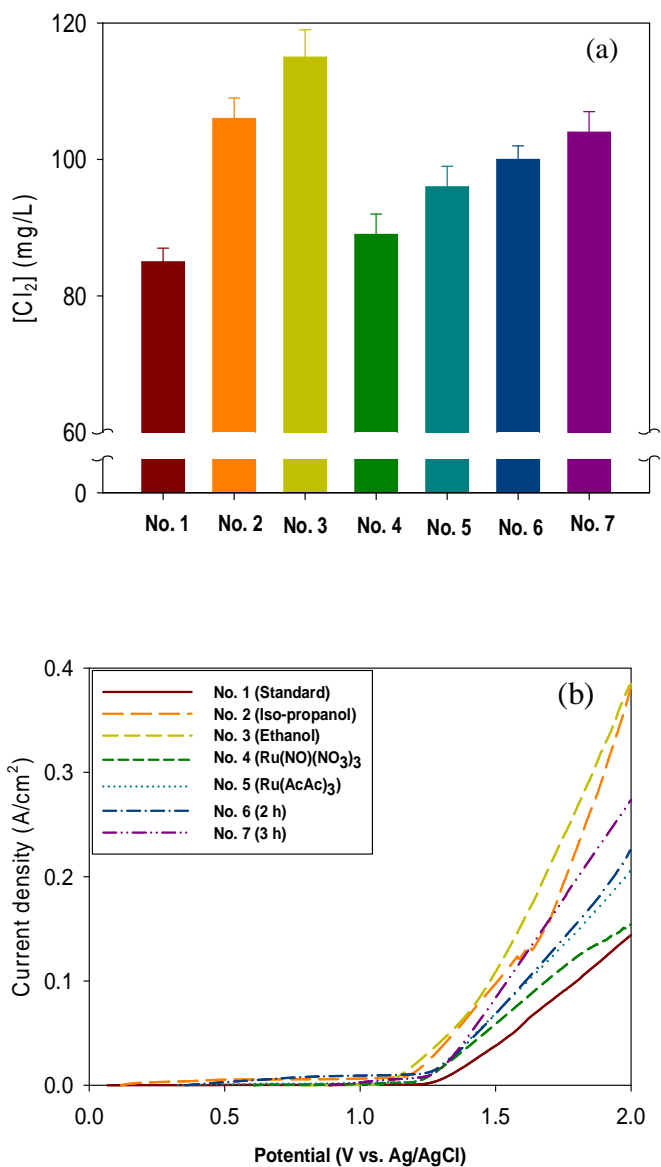 (a)
[Cl₂] (mg/L)
120
100
80
60
0
No. 1 No. 2 No. 3 No. 4 No. 5 No. 6 No. 7
(b)
Current density (A/cm²)
0.4
0.3
0.2
0.1
0.0
No. 1 (Standard)
No. 2 (Iso-propanol)
No. 3 (Ethanol)
No. 4 (Ru(NO)(NO₃)₃
No. 5 (Ru(AcAc)₃)
No. 6 (2 h)
No. 7 (3 h)
0.0 0.5 1.0 1.5 2.0
Potential (V vs. Ag/AgCl)